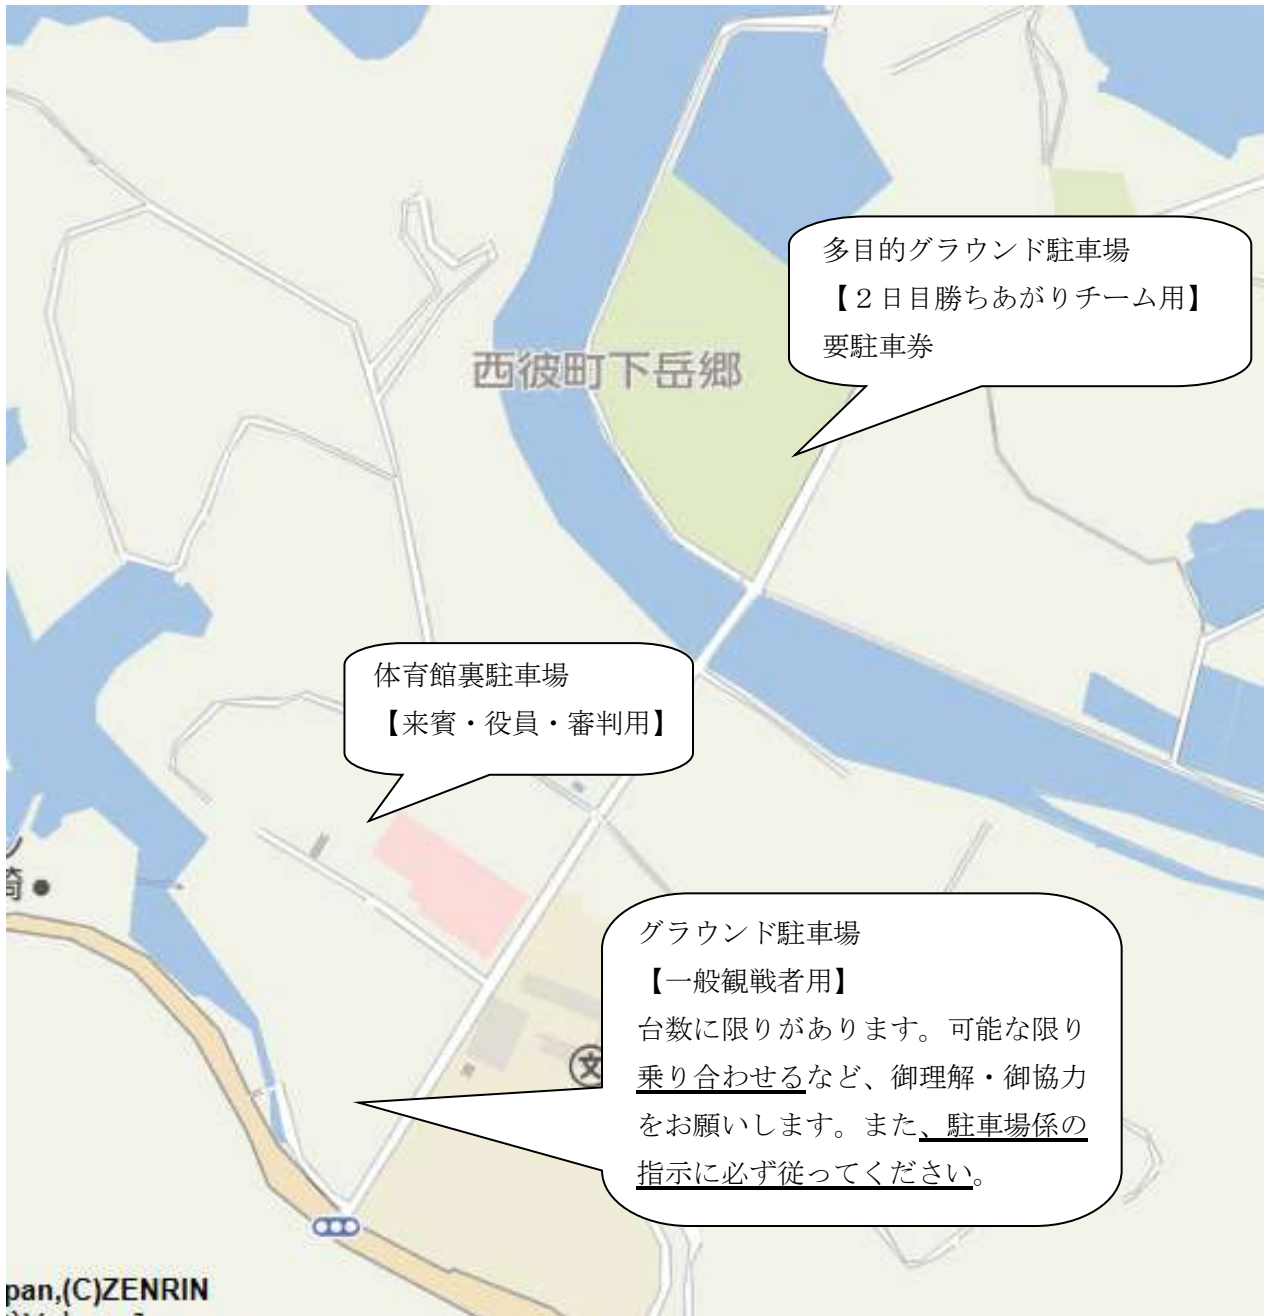 多目的グラウンド駐車場
【２日目勝ちあがりチーム用】
要駐車券
西彼町下岳郷
体育館裏駐車場
【来賓・役員・審判用】
グラウンド駐車場
【一般観戦者用】
台数に限りがあります。可能な限り
乗り合わせるなど、御理解・御協力
をお願いします。また、駐車場係の
指示に必ず従ってください。
文
pan,(C)ZENRIN